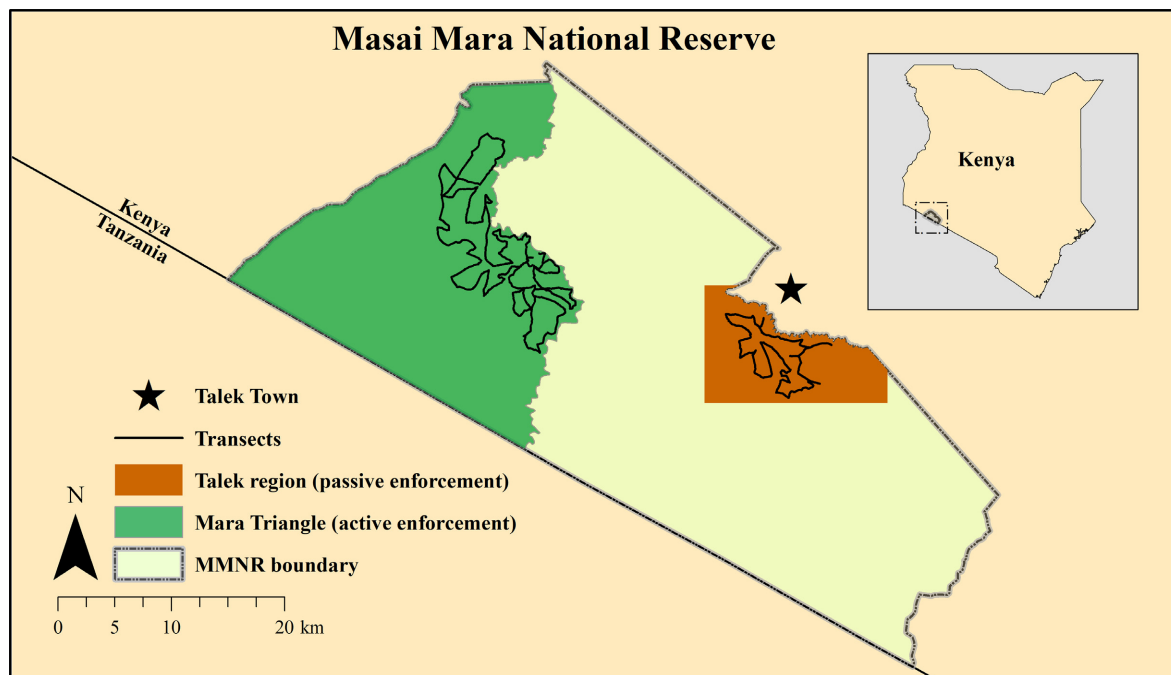 Masai Mara National Reserve
Kenya
Kenya
Tanzania
Talek Town
Transects
Talek region (passive enforcement)
Mara Triangle (active enforcement)
MMNR boundary
N
0 5 10 20 km